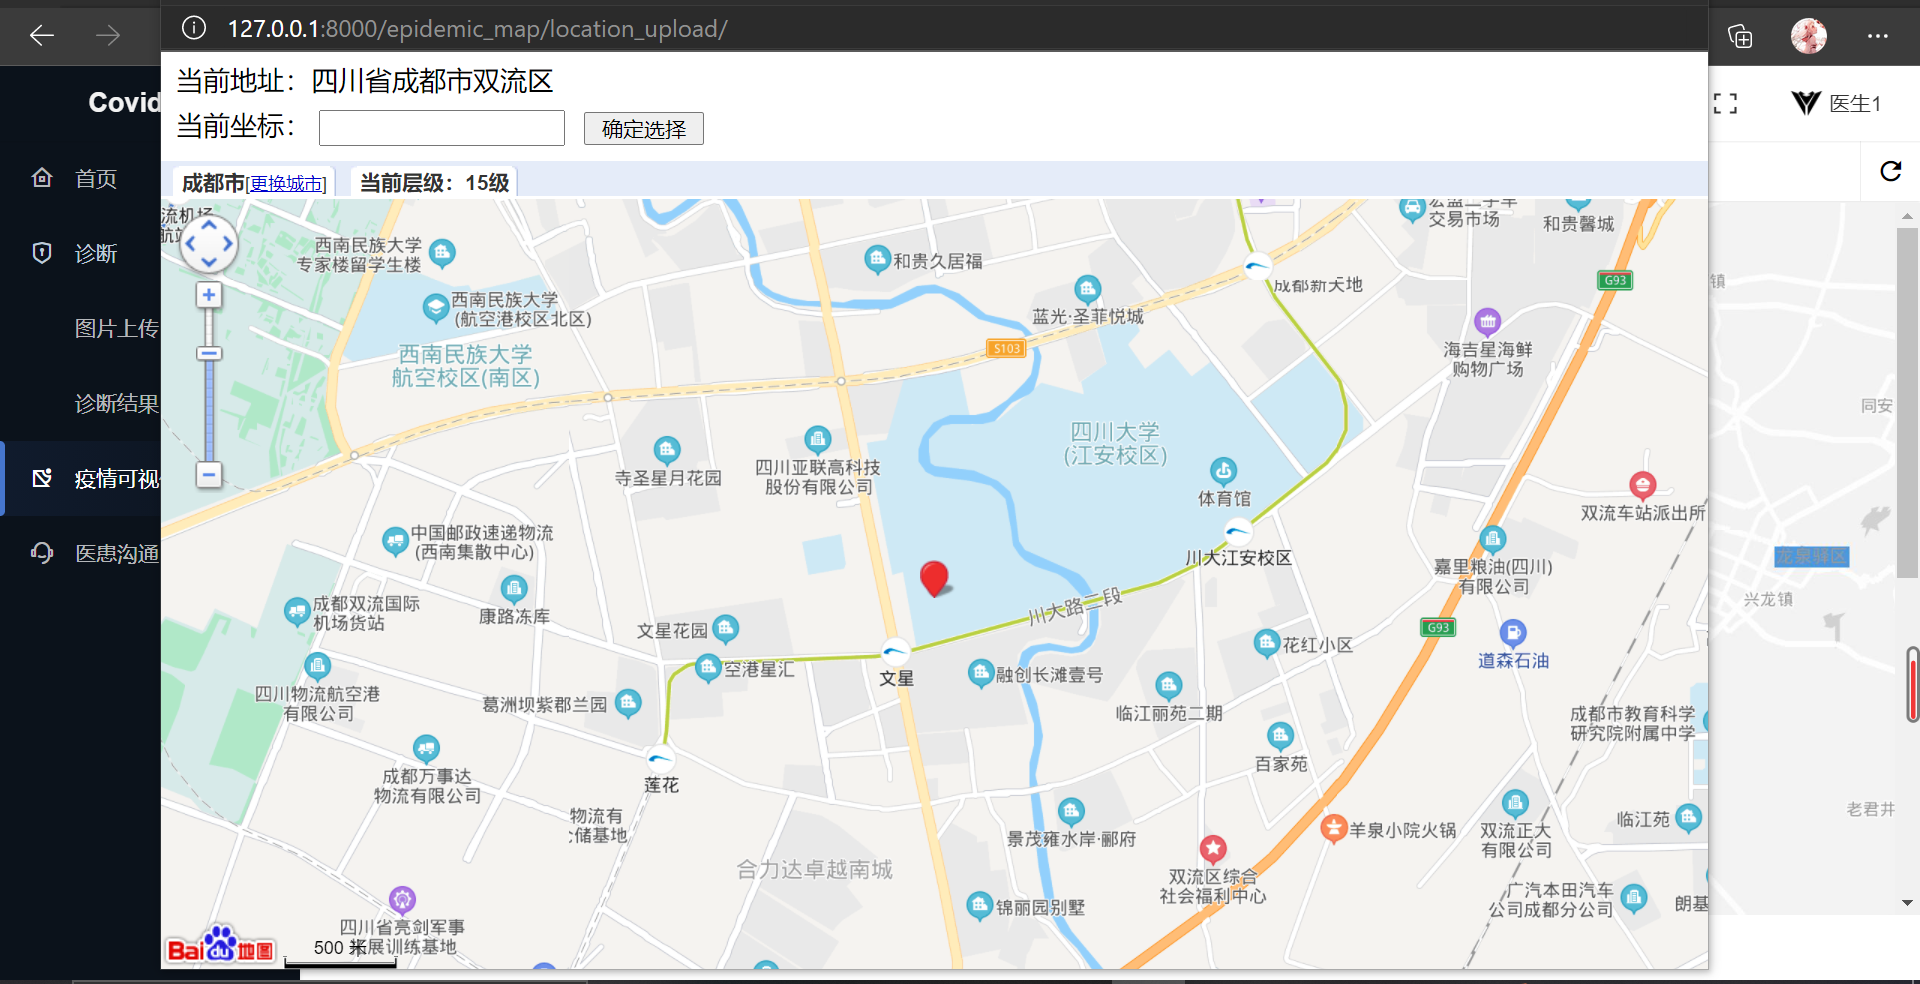 127.0.0.1:8000/epidemic_map/location_upload/
Covid
医生1
首页
诊断
图片上传
诊断结果
疫情可视
医患沟通
当前地址：四川省成都市双流区
当前坐标：
确定选择
成都市[更换城市]
当前层级：15级
流机场
西南民族大学
专家楼留学生楼
西南民族大学
(航空港校区北区)
西南民族大学
航空校区(南区)
和贵久居福
蓝光·圣菲悦城
S103
成都新天地
交易市场
和贵馨城
G93
海吉星海鲜
购物广场
四川大学
(江安校区)
体育馆
川大江安校区
双流车站派出所
嘉里粮油(四川)
有限公司
G93
道森石油
寺圣星月花园
四川亚联高科技
股份有限公司
中国邮政速递物流
(西南集散中心)
成都双流国际
机场货站
康路冻库
文星花园
空港星汇
文星
川大路二段
融创长滩壹号
花红小区
临江丽苑二期
百家苑
四川物流航空港
有限公司
葛洲坝紫郡兰园
莲花
成都万事达
物流有限公司
物流有
仓储基地
合力达卓越南城
景茂雍水岸·郦府
双流区综合
社会福利中心
羊泉小院火锅
成都市教育科学
研究院附属中学
双流正大
有限公司
临江苑
广汽本田汽车
公司成都分公司
朗基
锦丽园别墅
四川省亮剑军事
拓展训练基地
Bai du 地图
500 米
镇
同安
龙泉驿区
兴龙镇
老君井